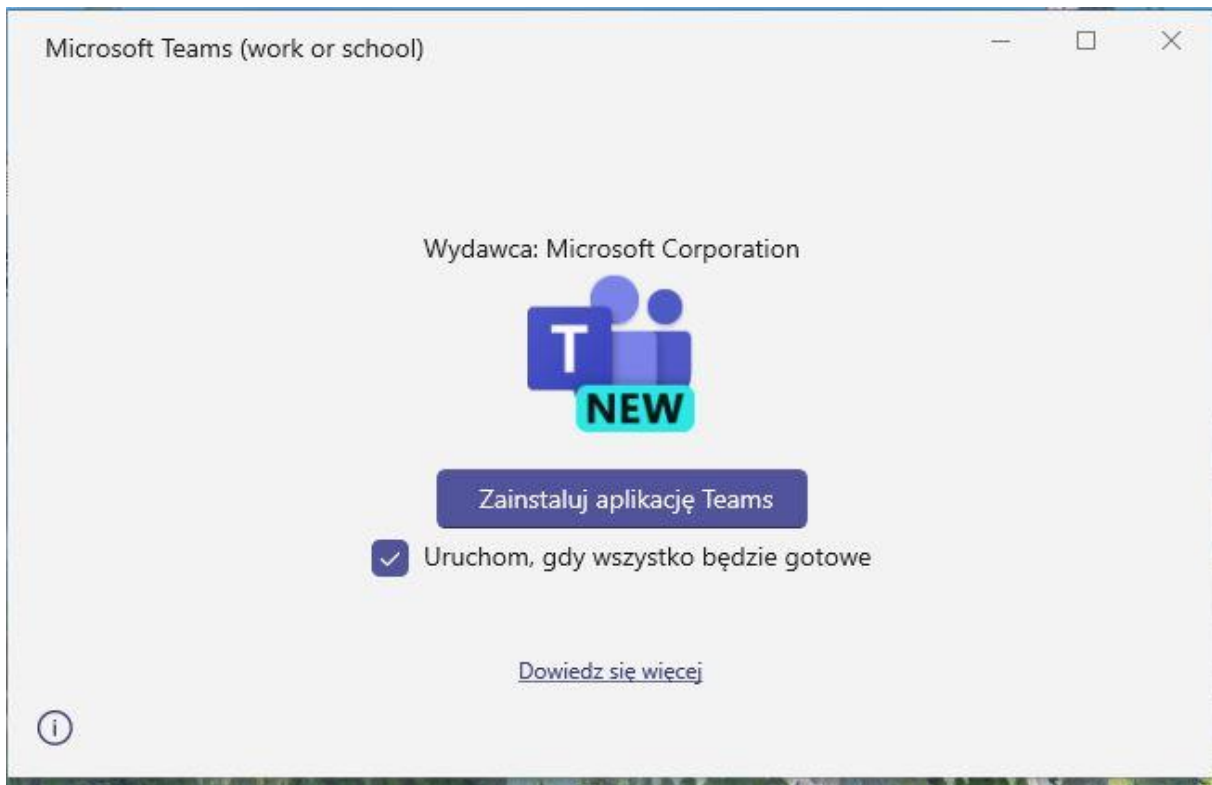 Microsoft Teams (work or school)
Wydawca: Microsoft Corporation
T
NEW
Zainstaluj aplikację Teams
Uruchom, gdy wszystko będzie gotowe
Dowiedz się więcej
i